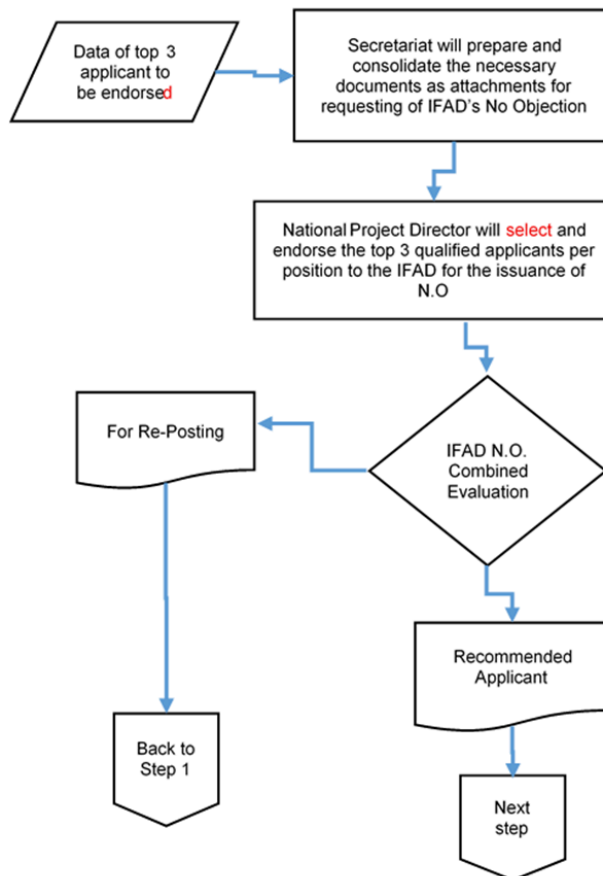 Data of top 3
applicant to
be endorsed
Secretariat will prepare and
consolidate the necessary
documents as attachments for
requesting of IFAD's No Objection
National Project Director will select and
endorse the top 3 qualified applicants per
position to the IFAD for the issuance of
N.O
For Re-Posting
IFAD N.O.
Combined
Evaluation
Recommended
Applicant
Back to
Step 1
Next
step